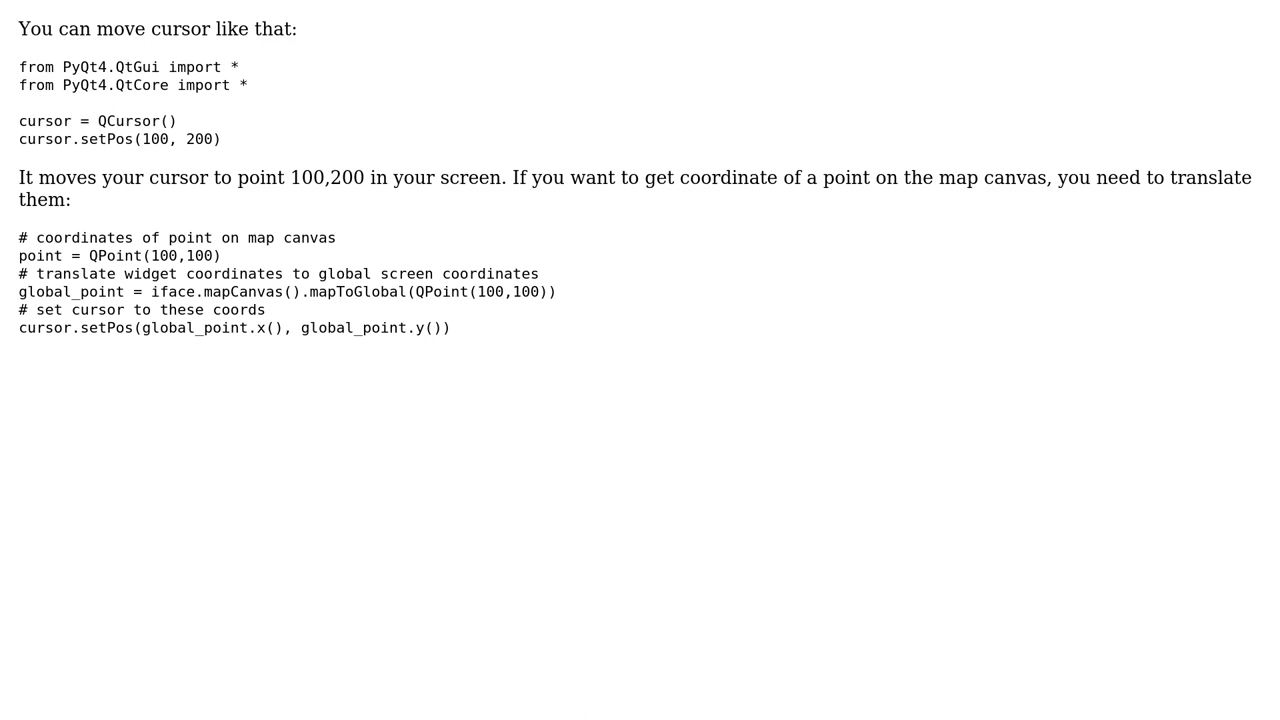 You can move cursor like that:
from PyQt4.QtGui import *
from PyQt4.QtCore import *
cursor = QCursor()
cursor.setPos(100, 200)
It moves your cursor to point 100,200 in your screen. If you want to get coordinate of a point on the map canvas, you need to translate
them:
# coordinates of point on map canvas
point = QPoint(100,100)
# translate widget coordinates to global screen coordinates
global_point = iface.mapCanvas().mapToGlobal(QPoint(100,100))
# set cursor to these coords
cursor.setPos(global_point.x(), global_point.y())